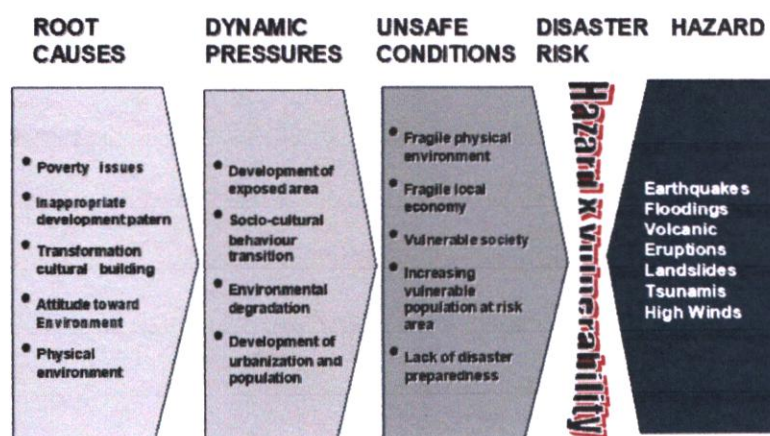 ROOT
CAUSES
DYNAMIC
PRESSURES
UNSAFE
CONDITIONS
DISASTER
RISK
HAZARD
• Poverty issues
• Inappropriate
development patern
• Transformation
cultural building
• Attitude toward
Environment
• Physical
environment
• Development of
exposed area
• Socio-cultural
behaviour
transition
• Environmental
degradation
• Development of
urbanization and
population
• Fragile physical
environment
• Fragile local
economy
• Vulnerable society
• Increasing
vulnerable
population at risk
area
• Lack of disaster
preparedness
Hazard x vulnerability
Earthquakes
Floodings
Volcanic
Eruptions
Landslides
Tsunamis
High Winds